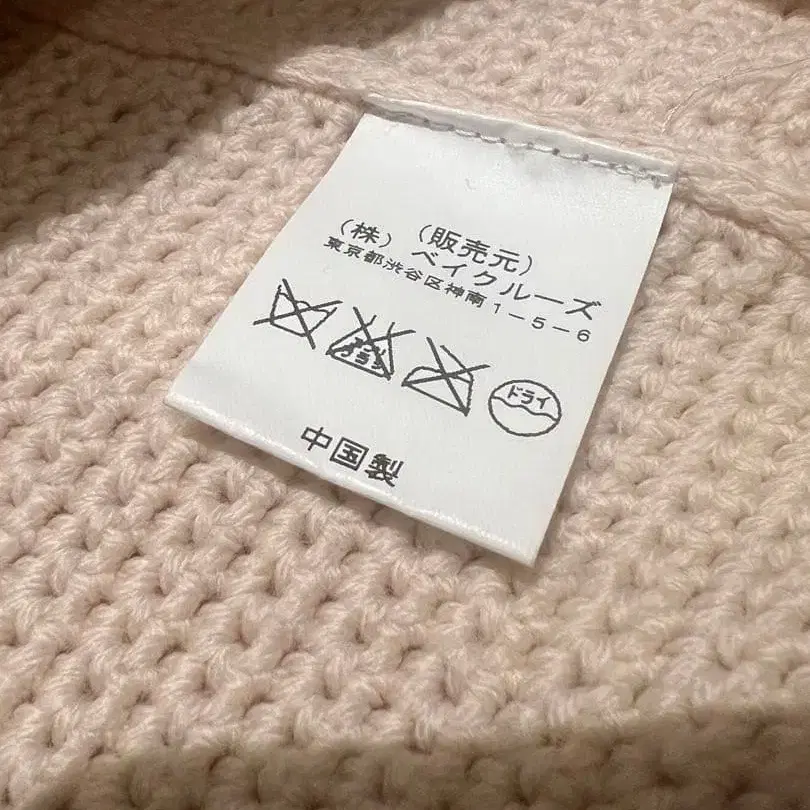 (販売元)
(株) ベイクルーズ
東京都渋谷区神南1-5-6
ドライ
中国製